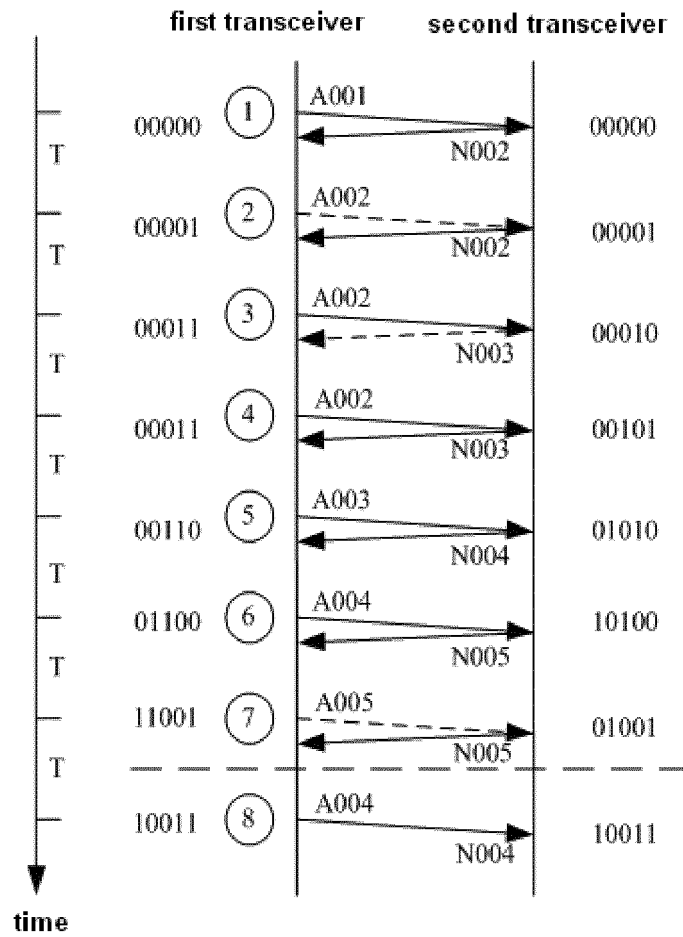 first transceiver second transceiver
A001
00000 1 00000
T N002
A002
00001 2 00001
T N002
A002
00011 3 00010
T N003
A002
00011 4 00101
T N003
A003
00110 5 01010
T N004
A004
01100 6 10100
T N005
A005
11001 7 01001
T N005
A004
10011 8 10011
N004
time